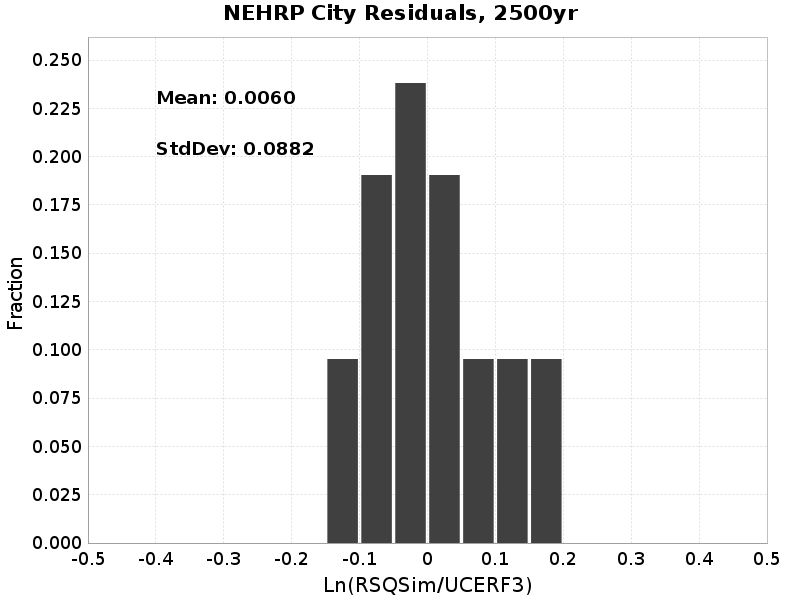 NEHRP City Residuals, 2500yr
0.250
Mean: 0.0060
0.225
StdDev: 0.0882
0.200
0.175
0.150
0.125
Fraction
0.100
0.075
0.050
0.025
0.000
-0.5 -0.4 -0.3 -0.2 -0.1 0 0.1 0.2 0.3 0.4 0.5
Ln(RSQSim/UCERF3)